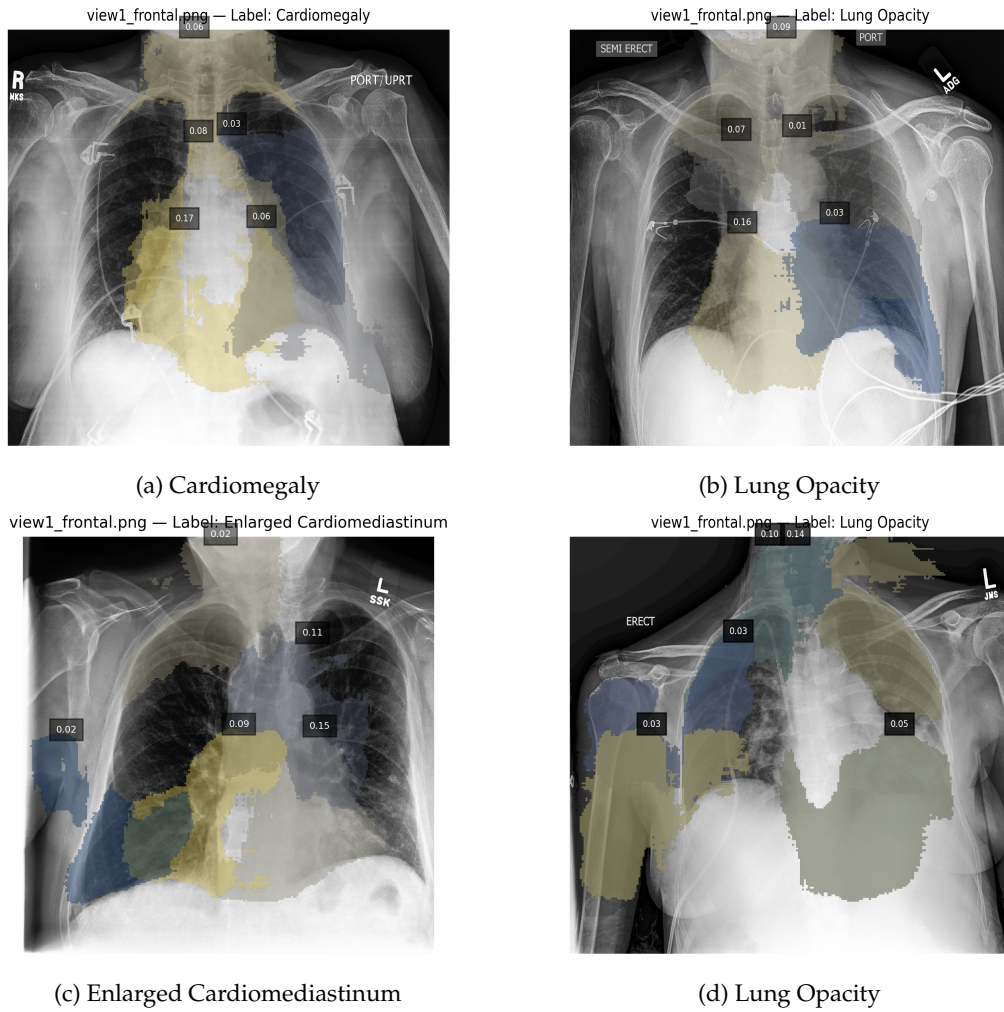 view1_frontal.png — Label: Cardiomegaly
0.06
R
MKS
PORT/UPRT
0.08
0.03
0.17
0.06
(a) Cardiomegaly
view1_frontal.png — Label: Lung Opacity
0.09
SEMI ERECT
PORT
L
ADG
0.07
0.01
0.16
0.03
(b) Lung Opacity
view1_frontal.png — Label: Enlarged Cardiomediastinum
0.02
L
SSK
0.11
0.02
0.09
0.15
(c) Enlarged Cardiomediastinum
view1_frontal.png — Label: Lung Opacity
0.10 0.14
ERECT
L
JMS
0.03
0.03
0.05
(d) Lung Opacity